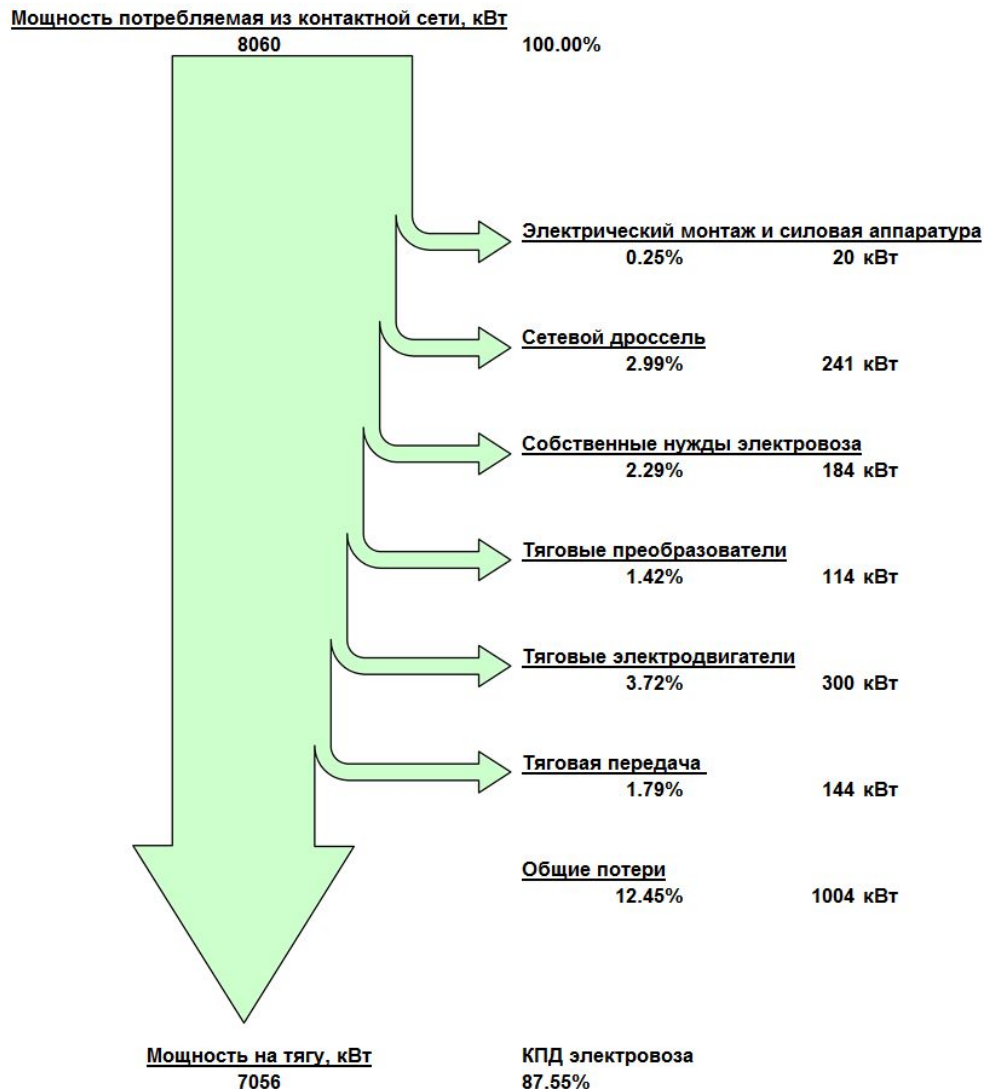 Мощность потребляемая из контактной сети, кВт
8060 100.00%
Электрический монтаж и силовая аппаратура
0.25% 20 кВт
Сетевой дроссель
2.99% 241 кВт
Собственные нужды электровоза
2.29% 184 кВт
Тяговые преобразователи
1.42% 114 кВт
Тяговые электродвигатели
3.72% 300 кВт
Тяговая передача
1.79% 144 кВт
Общие потери
12.45% 1004 кВт
Мощность на тягу, кВт КПД электровоза
7056 87.55%